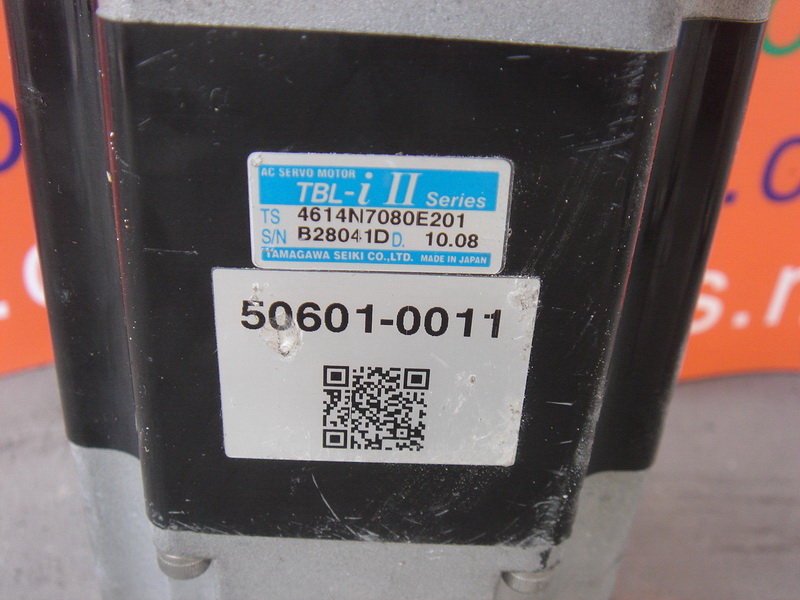 AC SERVO MOTOR
TBL-i II Series
TS 4614N7080E201
S/N B28041D D. 10.08
TAMAGAWA SEIKI CO.,LTD. MADE IN JAPAN
50601-0011